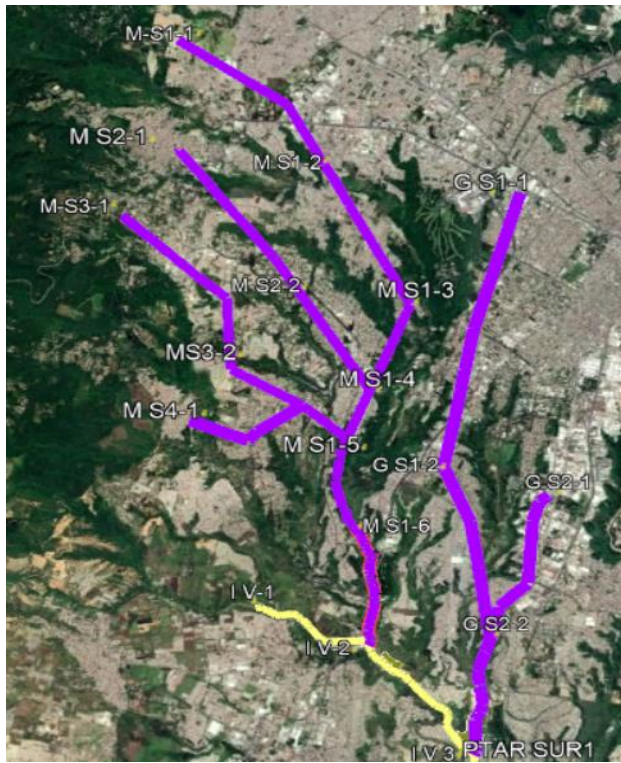 M-S1-1
M S2-1
M S1-2
G S1-1
M-S3-1
M S2-2
M S1-3
MS3-2
M S1-4
M S4-1
M S1-5
G S1-2
G S2-1
M S1-6
I V-1
G S2-2
I V-2
I V 3
PTAR SUR1